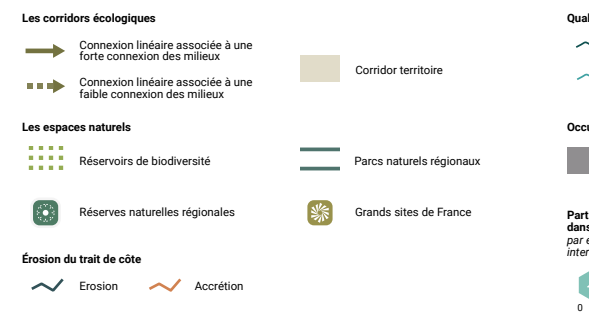 Les corridors écologiques
Connexion linéaire associée à une
forte connexion des milieux
Connexion linéaire associée à une
faible connexion des milieux
Corridor territoire
Les espaces naturels
Réservoirs de biodiversité
Parcs naturels régionaux
Réserves naturelles régionales
Grands sites de France
Érosion du trait de côte
Erosion
Accrétion
0